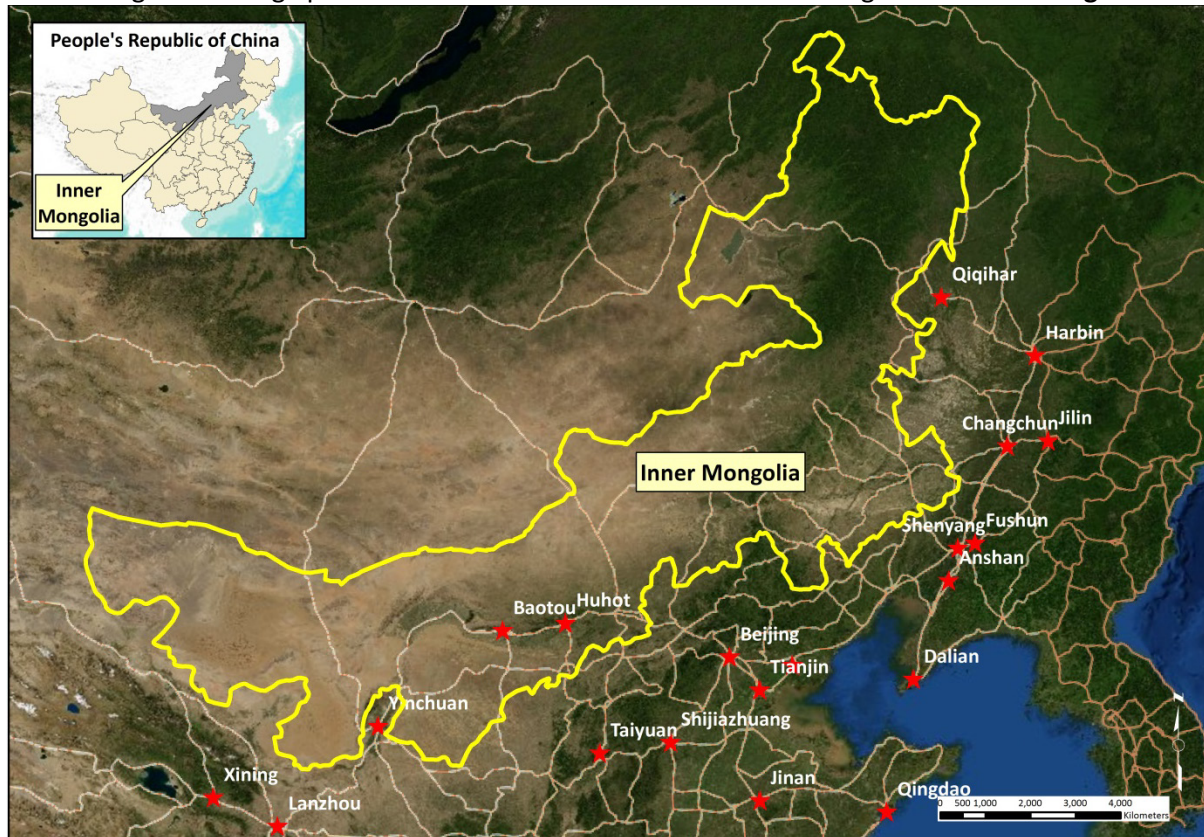 People's Republic of China
Inner
Mongolia
Qiqihar
Harbin
Changchun
Jilin
Inner Mongolia
Shenyang
Fushun
Anshan
Baotou
Huhot
Beijing
Tianjin
Dalian
Yinchuan
Taiyuan
Shijiazhuang
Xining
Lanzhou
Jinan
Qingdao
0 500 1,000 2,000 3,000 4,000
Kilometers